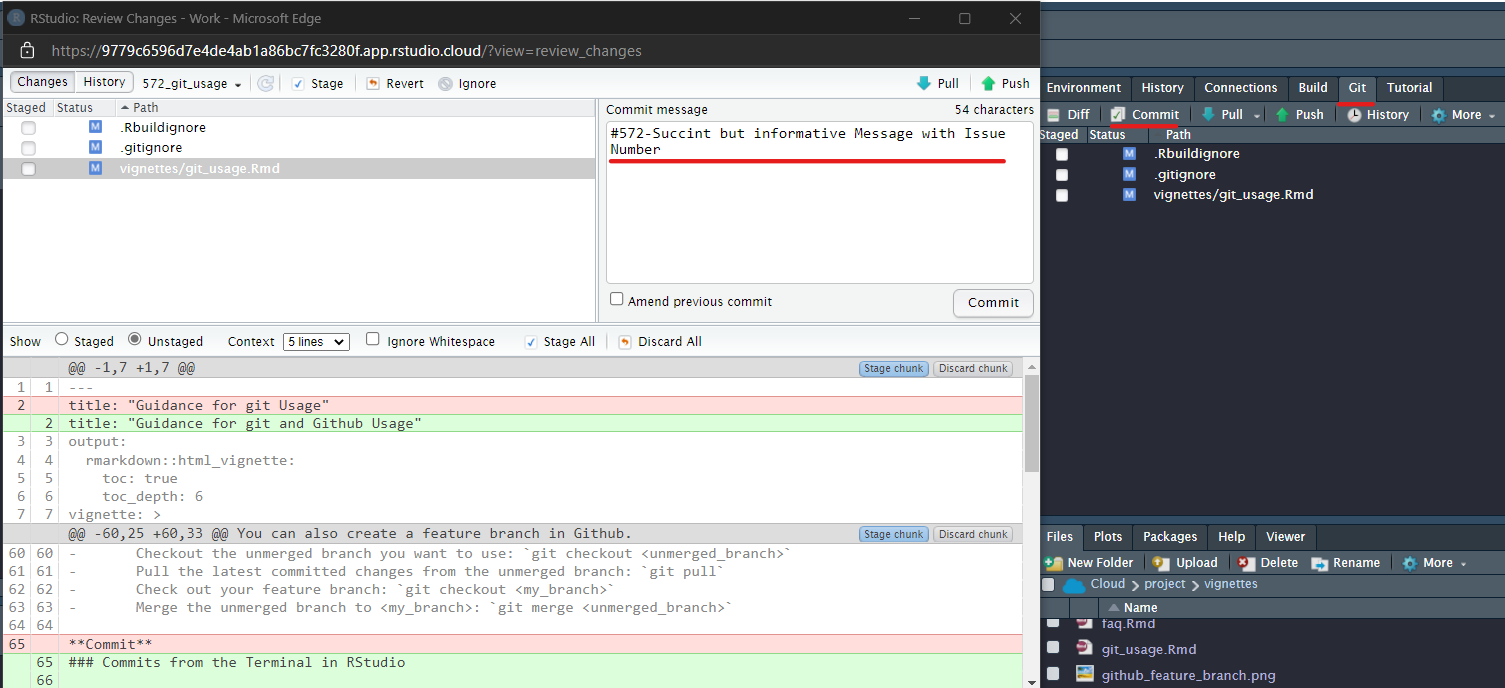 RStudio: Review Changes - Work - Microsoft Edge
https://9779c6596d7e4de4ab1a86bc7fc3280f.app.rstudio.cloud/?view=review_changes
Changes History 572_git_usage Stage Revert Ignore Pull Push
Staged Status Path
.Rbuildignore
.gitignore
vignettes/git_usage.Rmd
Commit message 54 characters
#572-Succint but informative Message with Issue
Number
Amend previous commit Commit
Show Staged Unstaged Context 5 lines Ignore Whitespace Stage All Discard All
@@ -1,7 +1,7 @@ Stage chunk Discard chunk
1 1 ---
2 title: "Guidance for git Usage"
2 title: "Guidance for git and Github Usage"
3 3 output:
4 4 rmarkdown::html_vignette:
5 5 toc: true
6 6 toc_depth: 6
7 7 vignette: >
@@ -60,25 +60,33 @@ You can also create a feature branch in Github. Stage chunk Discard chunk
60 60 - Checkout the unmerged branch you want to use: `git checkout <unmerged_branch>`
61 61 - Pull the latest committed changes from the unmerged branch: `git pull`
62 62 - Check out your feature branch: `git checkout <my_branch>`
63 63 - Merge the unmerged branch to <my_branch>: `git merge <unmerged_branch>`
64 64
65 **Commit**
65 ### Commits from the Terminal in RStudio
66
Environment History Connections Build Git Tutorial
Diff Commit Pull Push History More
Staged Status Path
M .Rbuildignore
M .gitignore
M vignettes/git_usage.Rmd
Files Plots Packages Help Viewer
New Folder Upload Delete Rename More
Cloud project vignettes
Name
faq.Rmd
git_usage.Rmd
github_feature_branch.png